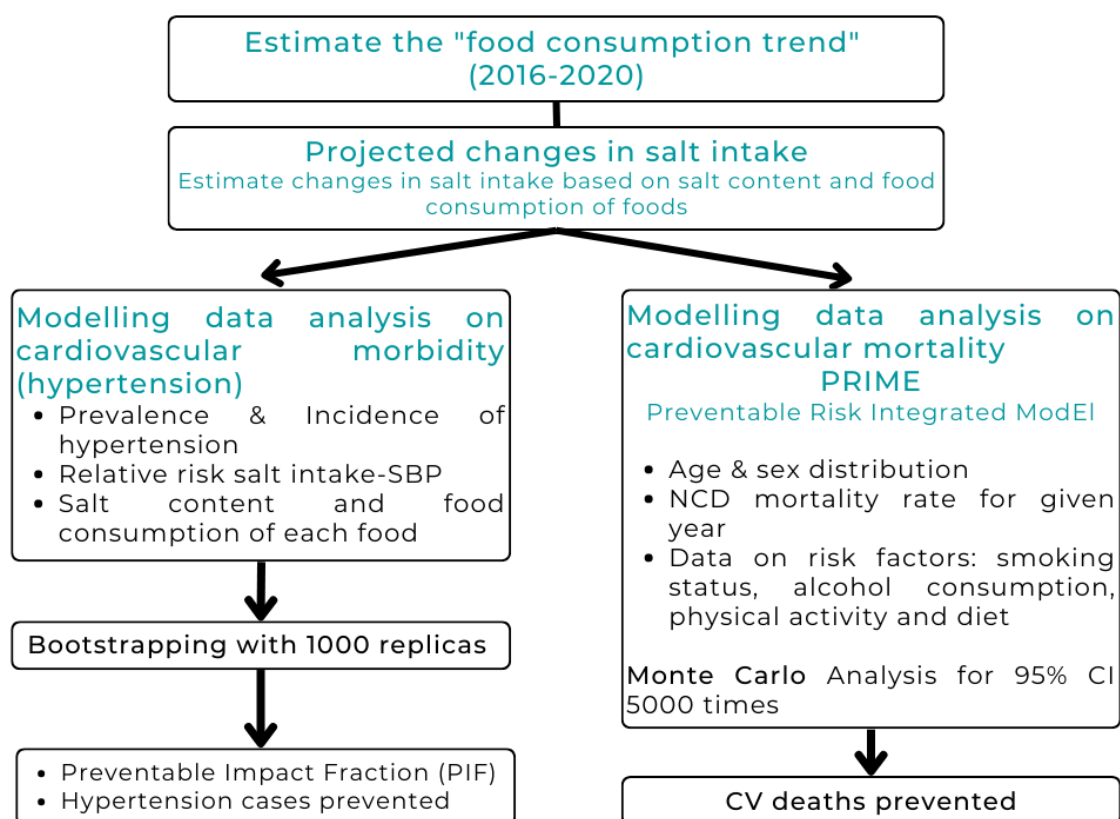 Estimate the "food consumption trend"
(2016-2020)
Projected changes in salt intake
Estimate changes in salt intake based on salt content and food
consumption of foods
Modelling data analysis on
cardiovascular morbidity
(hypertension)
• Prevalence & Incidence of
hypertension
• Relative risk salt intake-SBP
• Salt content and food
consumption of each food
Bootstrapping with 1000 replicas
• Preventable Impact Fraction (PIF)
• Hypertension cases prevented
Modelling data analysis on
cardiovascular mortality
PRIME
Preventable Risk Integrated ModEl
• Age & sex distribution
• NCD mortality rate for given
year
• Data on risk factors: smoking
status, alcohol consumption,
physical activity and diet
Monte Carlo Analysis for 95% CI
5000 times
CV deaths prevented